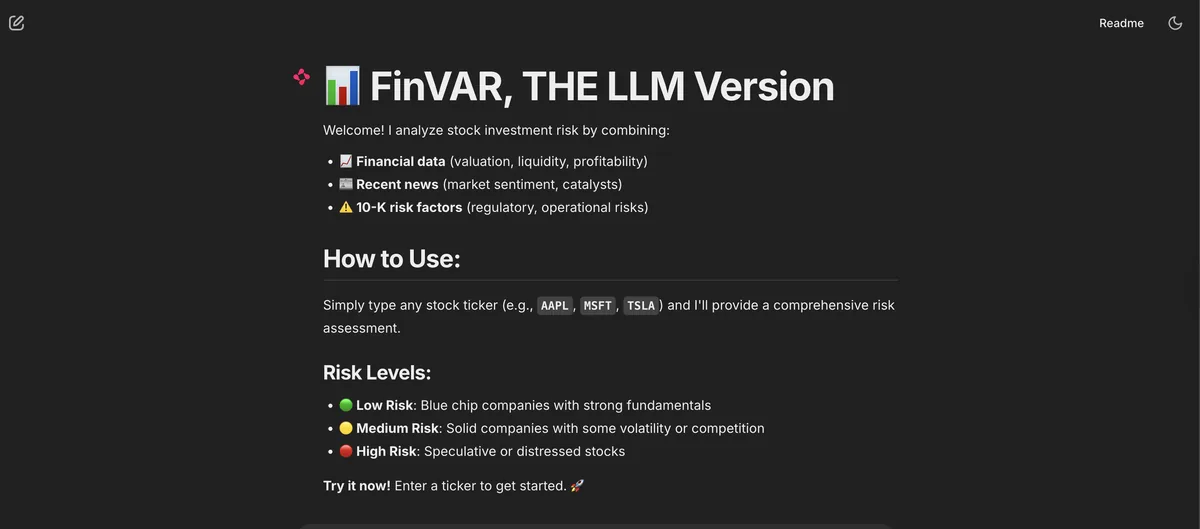 Readme
📊 FinVAR, THE LLM Version
Welcome! I analyze stock investment risk by combining:
• 📈 Financial data (valuation, liquidity, profitability)
• 📰 Recent news (market sentiment, catalysts)
• ⚠️ 10-K risk factors (regulatory, operational risks)
How to Use:
Simply type any stock ticker (e.g., AAPL, MSFT, TSLA) and I'll provide a comprehensive risk
assessment.
Risk Levels:
• 🟢 Low Risk: Blue chip companies with strong fundamentals
• 🟡 Medium Risk: Solid companies with some volatility or competition
• 🔴 High Risk: Speculative or distressed stocks
Try it now! Enter a ticker to get started. 🚀